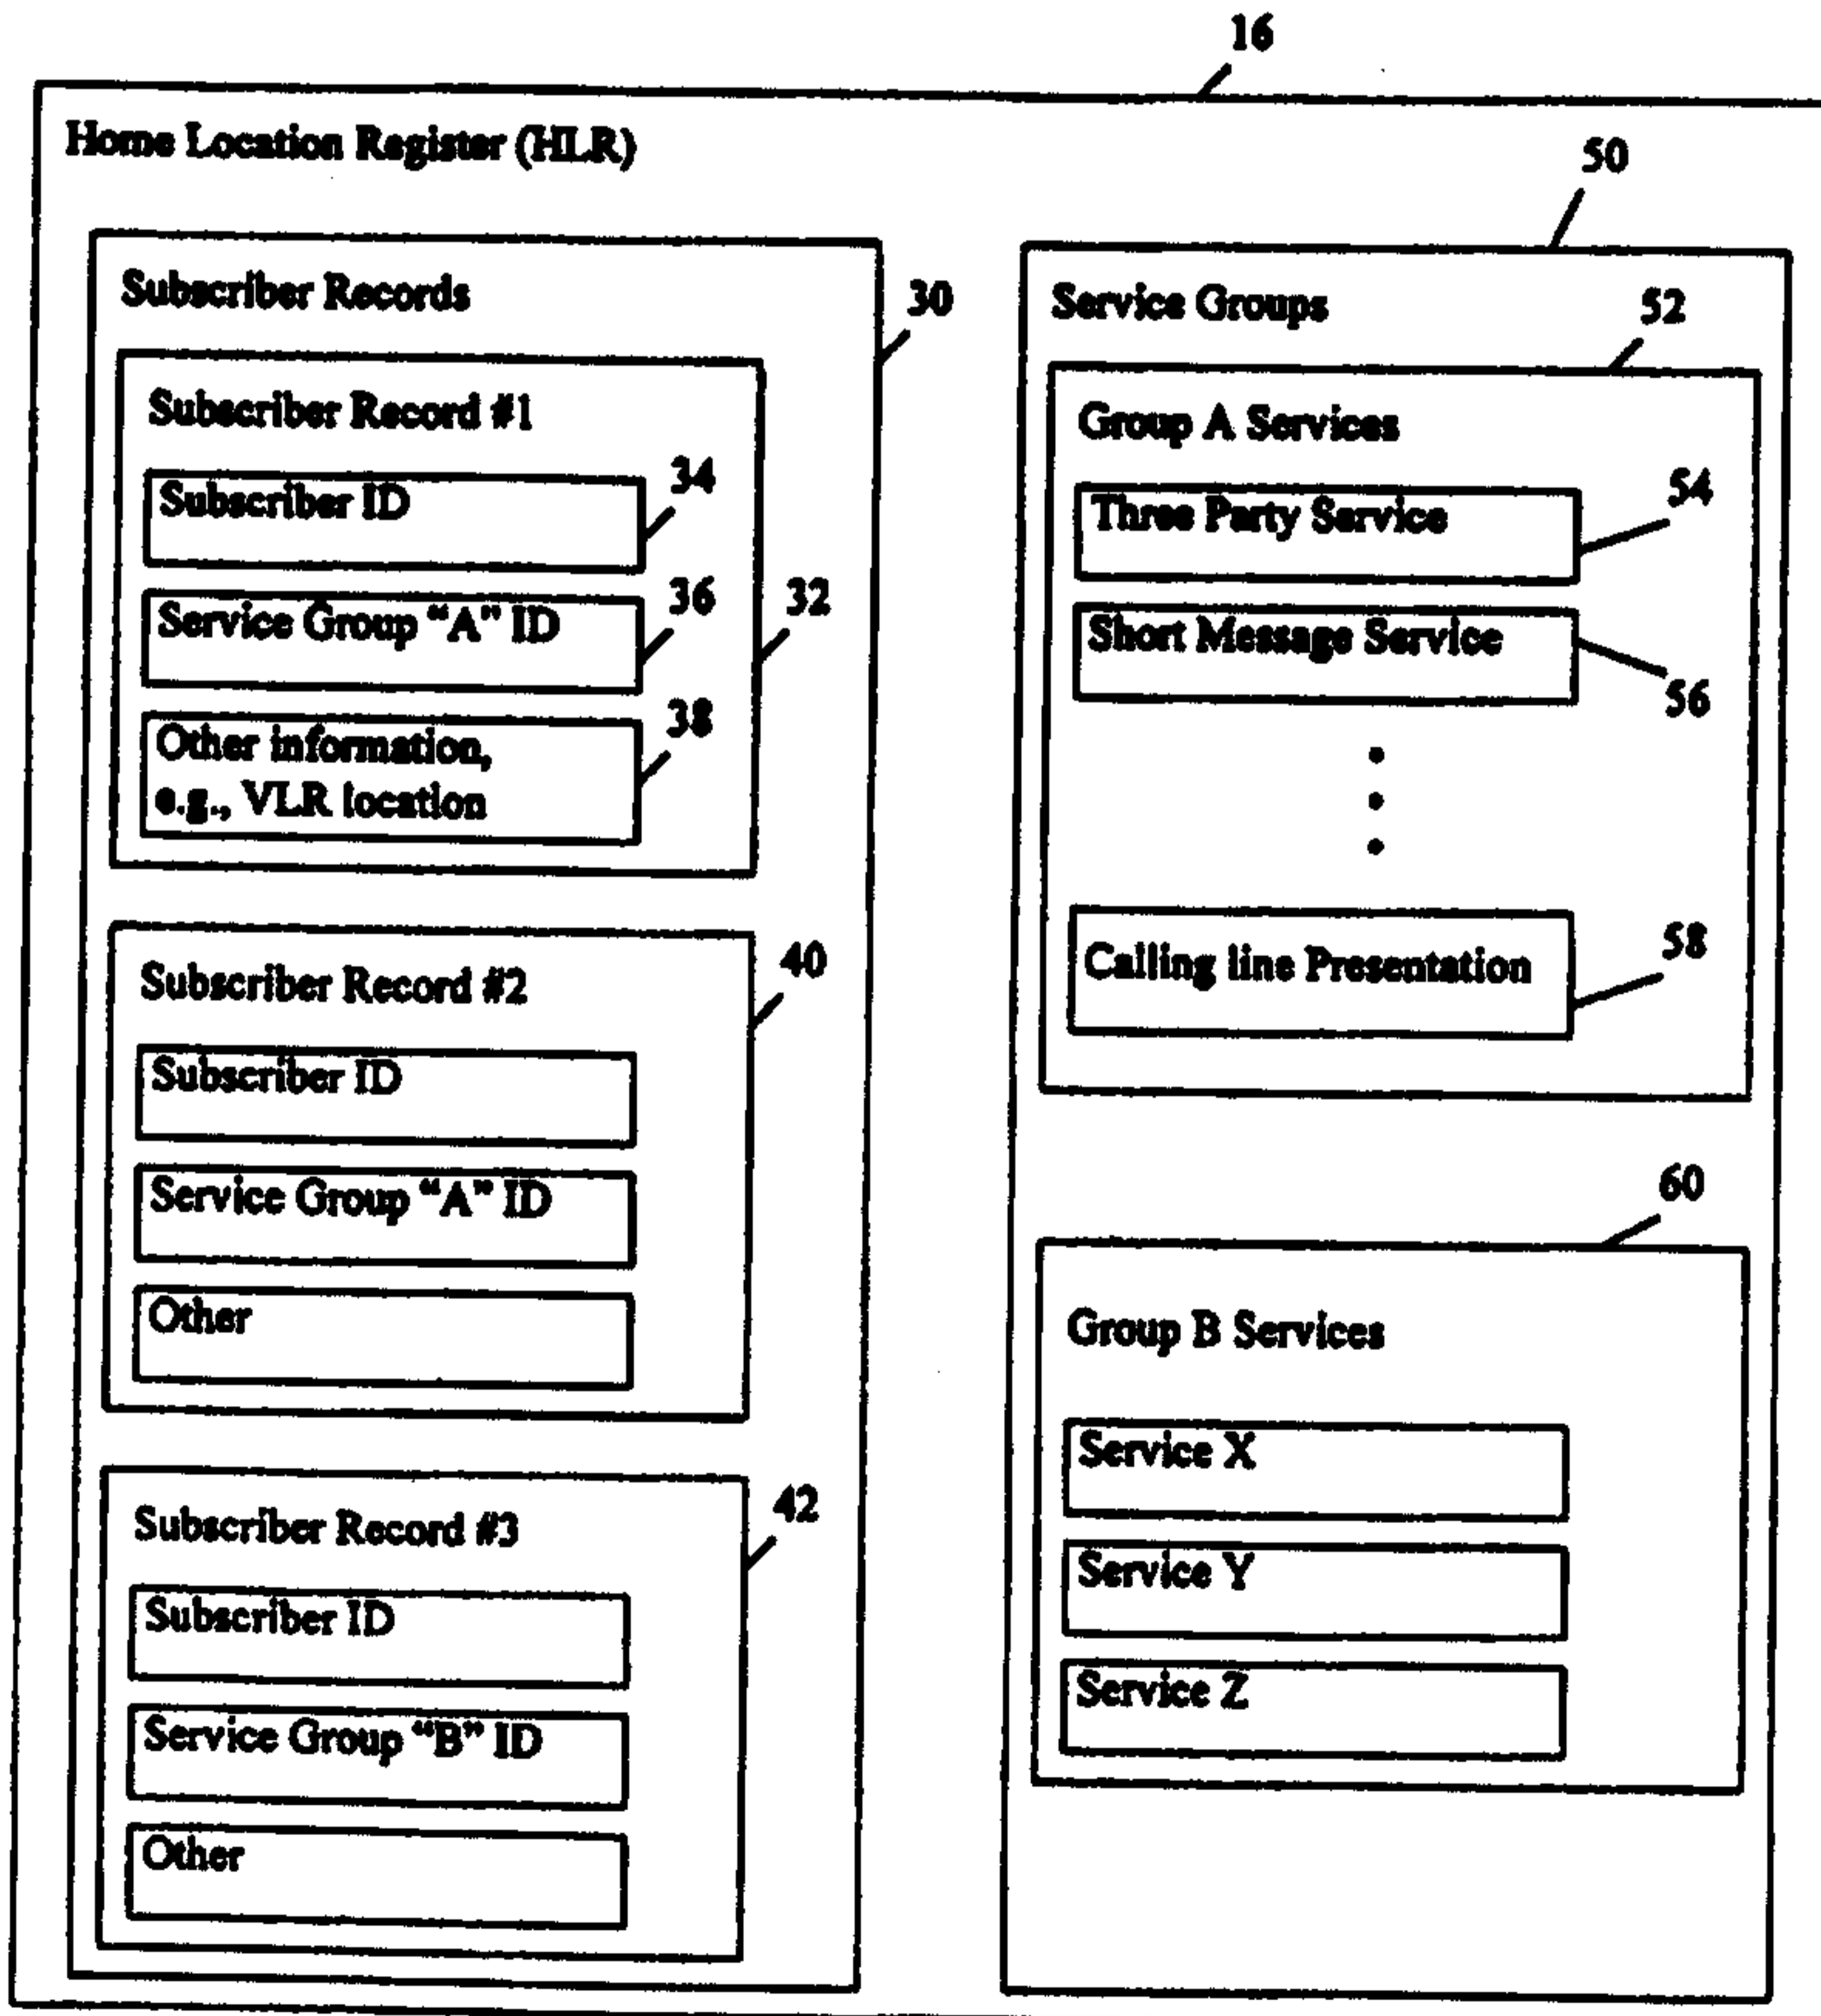 16
Home Location Register (HLR)
50
Subscriber Records
30
Service Groups
52
Subscriber Record #1
Group A Services
Subscriber ID
34
Three Party Service
54
Service Group “A” ID
36
32
Short Message Service
56
Other information,
e.g., VLR location
38
Calling line Presentation
58
Subscriber Record #2
40
Subscriber ID
Service Group “A” ID
Other
60
Group B Services
Service X
Service Y
Service Z
Subscriber Record #3
42
Subscriber ID
Service Group “B” ID
Other